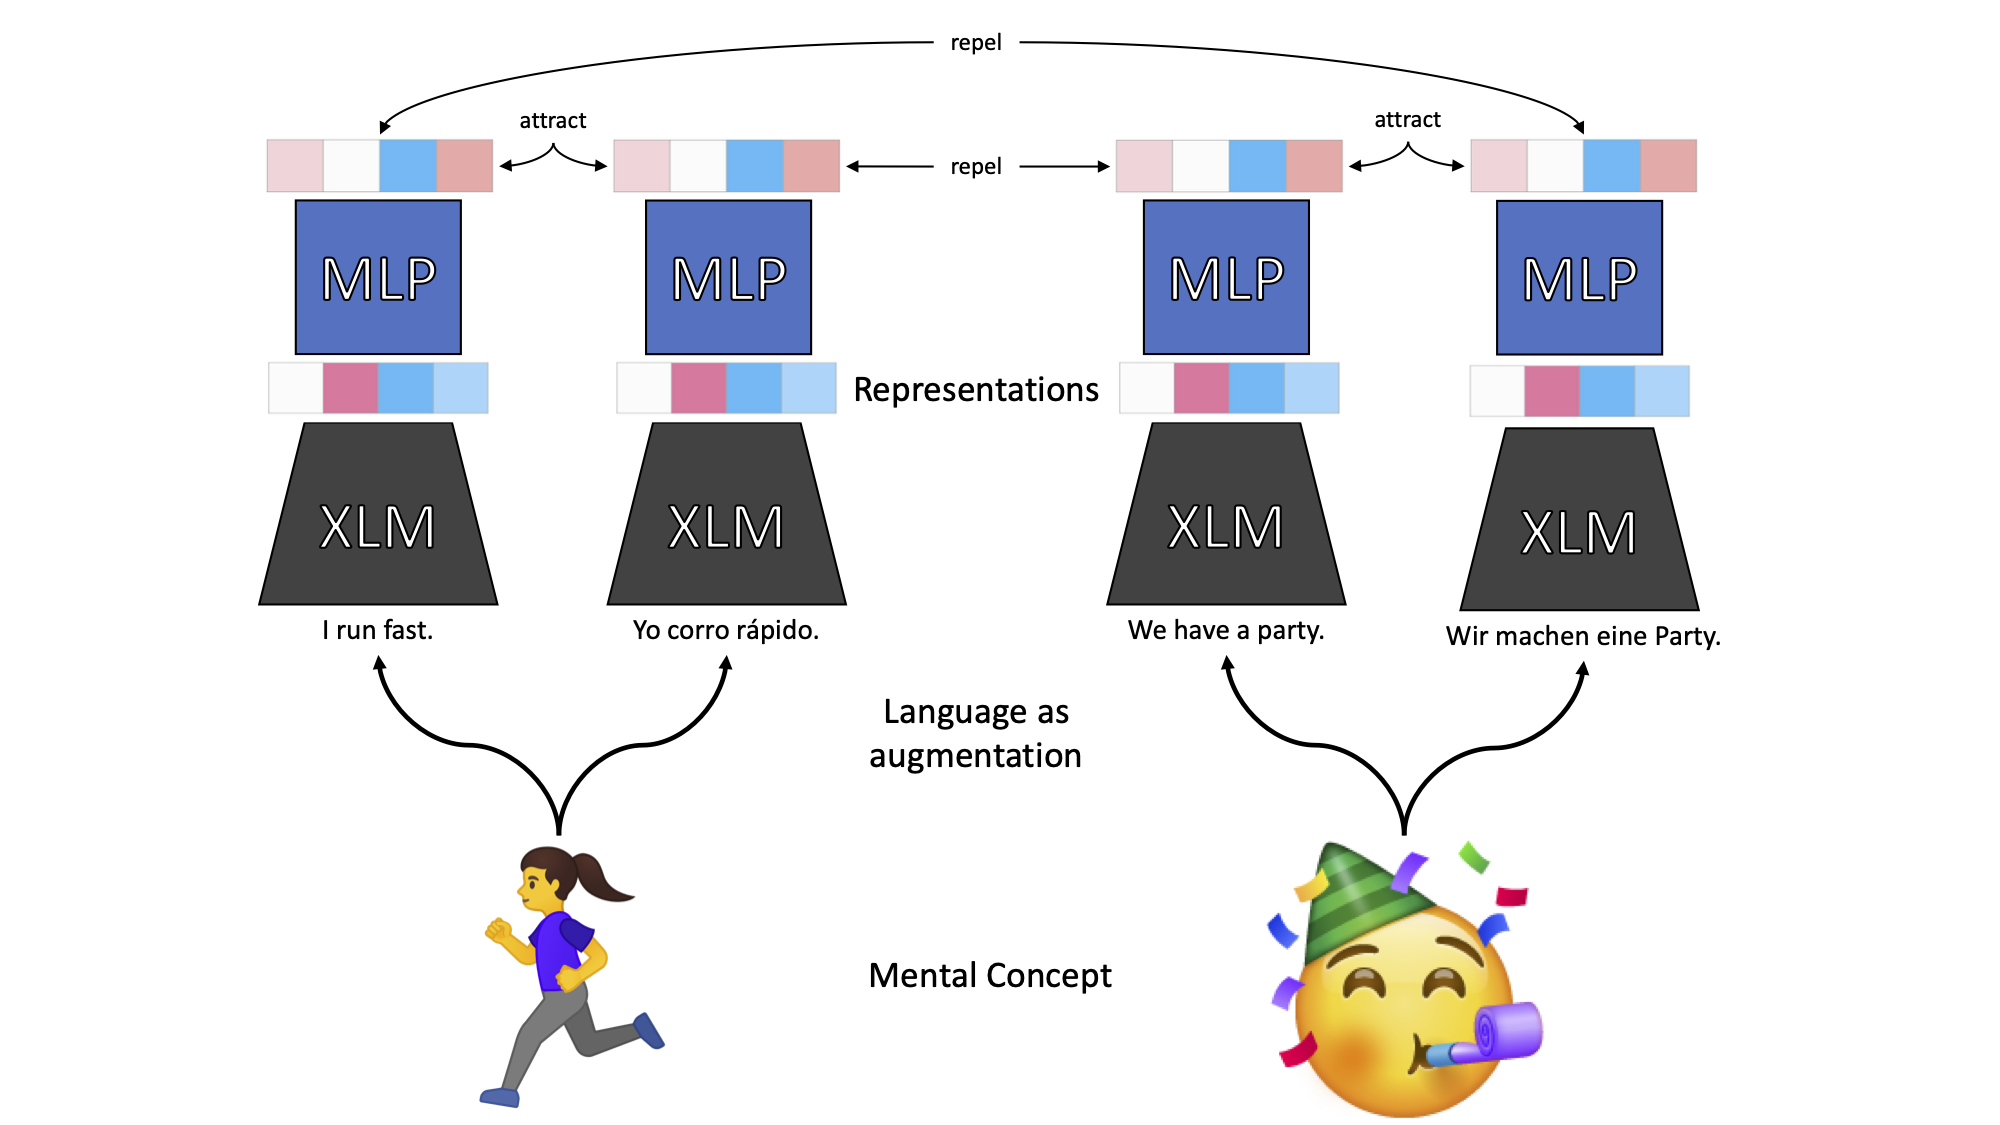 repel
attract
attract
repel
MLP
MLP
MLP
MLP
Representations
XLM
XLM
XLM
XLM
I run fast.
Yo corro rápido.
We have a party.
Wir machen eine Party.
Language as
augmentation
Mental Concept